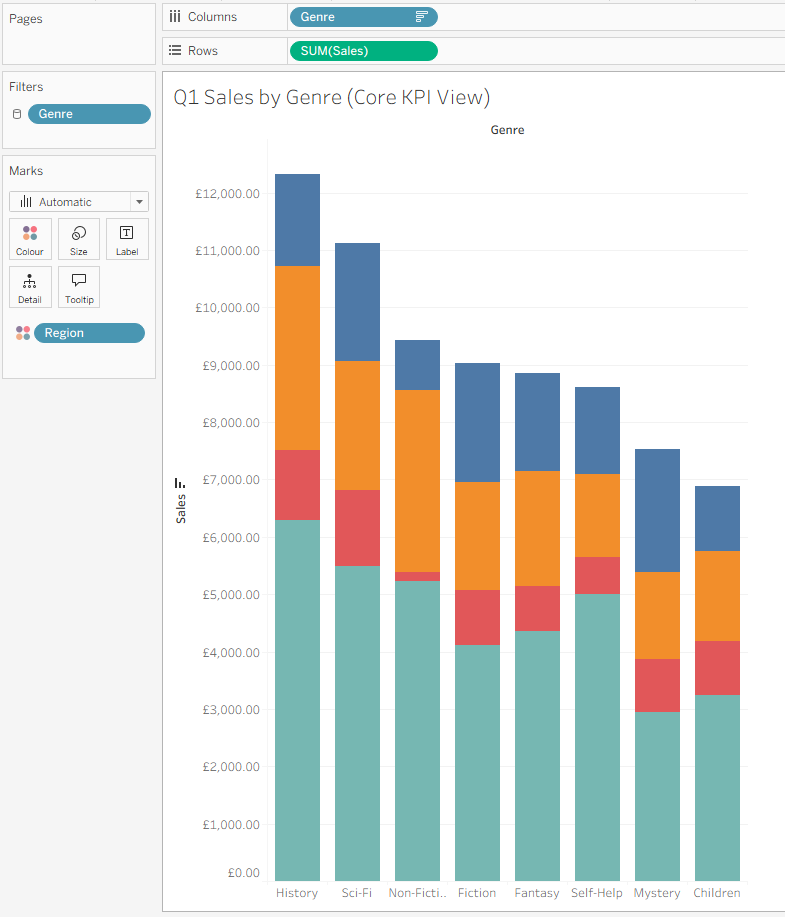 Pages
Columns
Genre
Rows
SUM(Sales)
Filters
Genre
Marks
Automatic
Colour
Size
T
Label
Detail
Tooltip
Region
Q1 Sales by Genre (Core KPI View)
Genre
£12,000.00
£11,000.00
£10,000.00
£9,000.00
£8,000.00
£7,000.00
£6,000.00
£5,000.00
£4,000.00
£3,000.00
£2,000.00
£1,000.00
£0.00
Sales
History Sci-Fi Non-Ficti.. Fiction Fantasy Self-Help Mystery Children